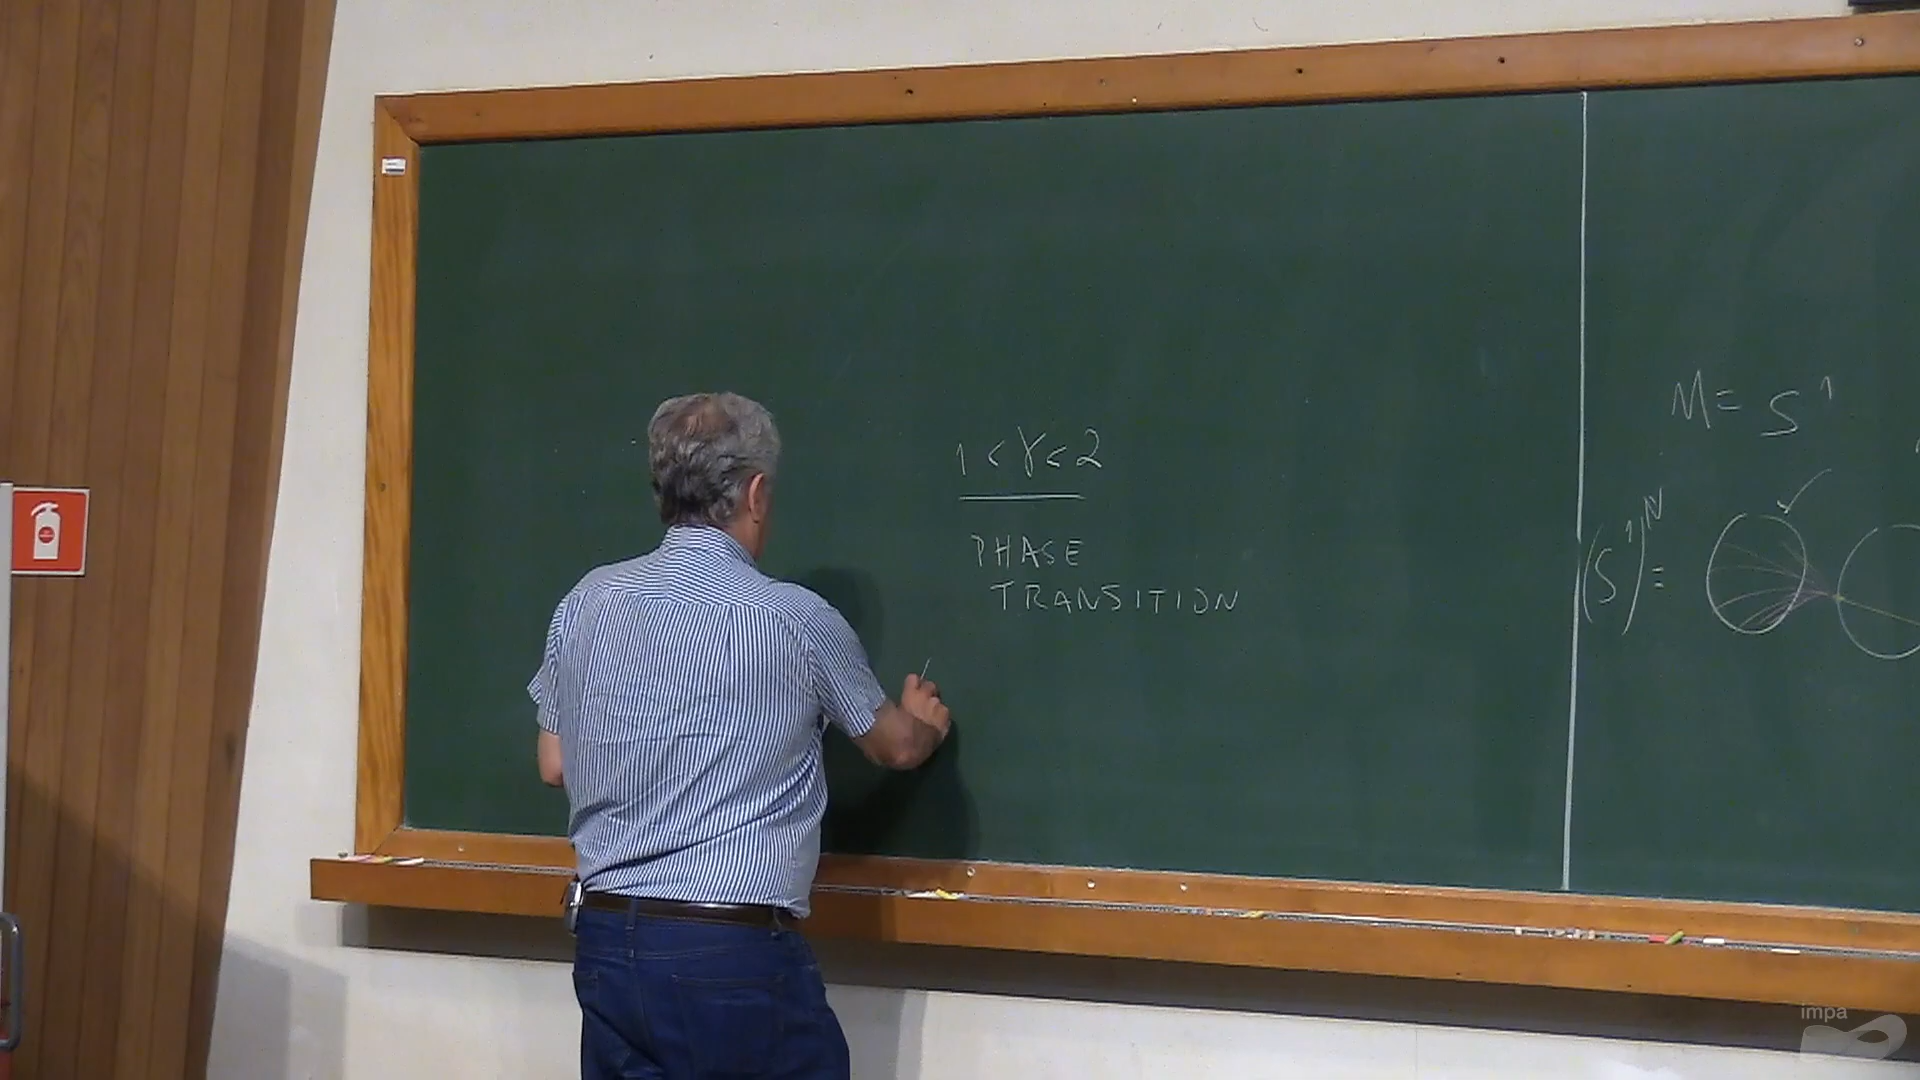 1 < γ < 2
PHASE
TRANSITION
M = S¹
(S¹)ᴺ =
impa